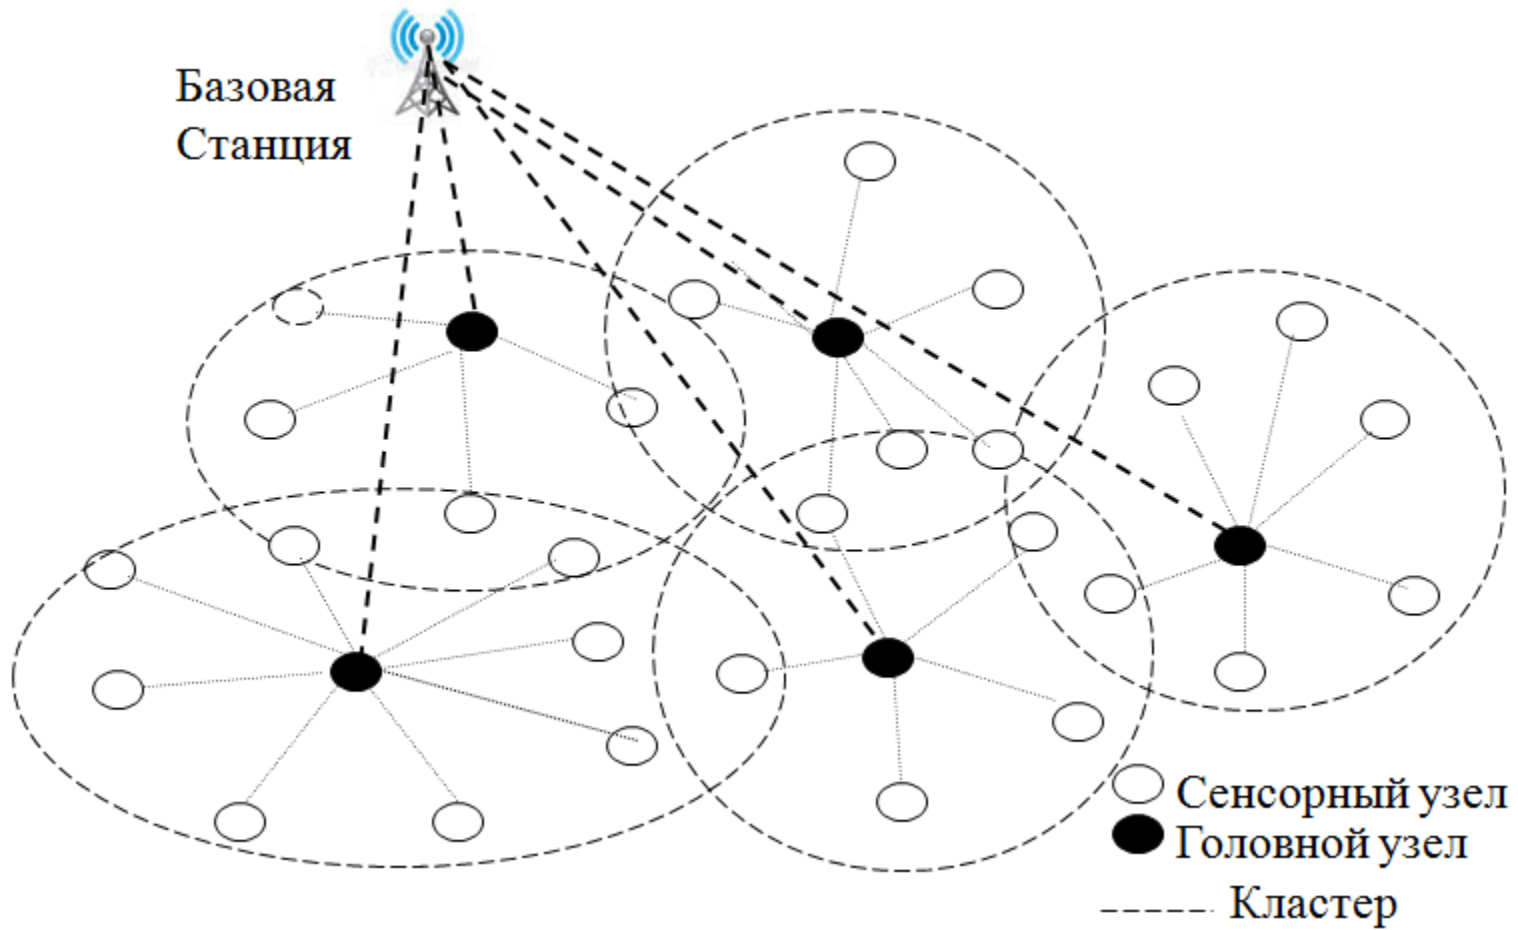 Базовая
Станция
Сенсорный узел
Головной узел
Кластер